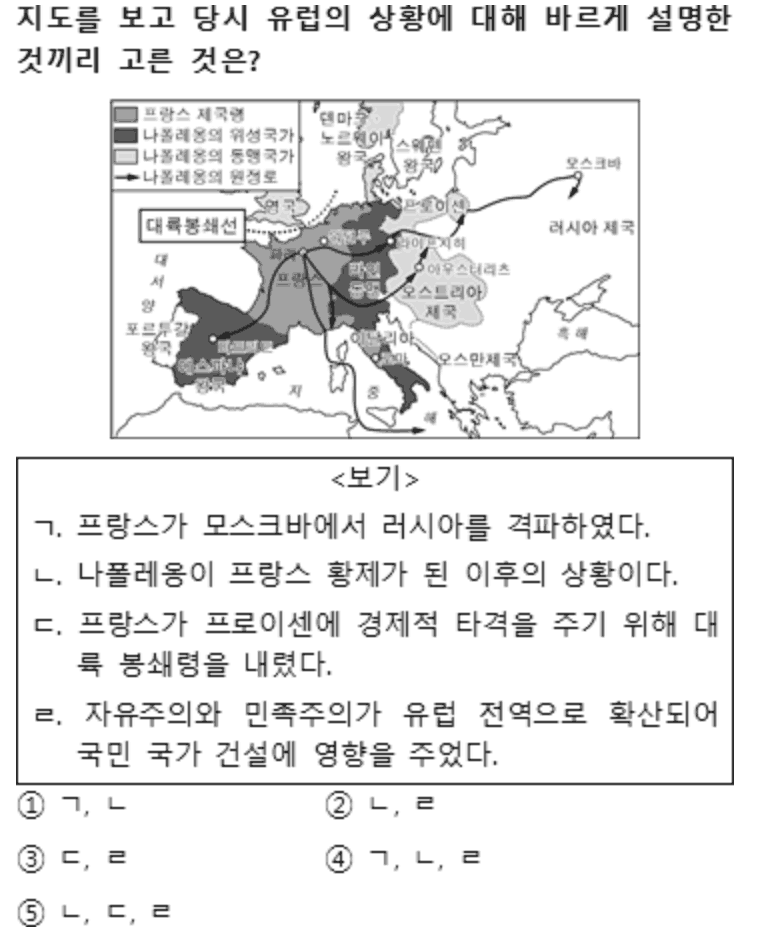 지도를 보고 당시 유럽의 상황에 대해 바르게 설명한
것끼리 고른 것은?
프랑스 제국령
나폴레옹의 위성국가
나폴레옹의 동맹국가
나폴레옹의 원정로
덴마크
노르웨이
왕국
스웨덴
왕국
모스크바
영국
프로이센
대륙봉쇄선
러시아 제국
라이프치히
파리
대
서
양
프랑스
라인
동맹
아우스터리츠
오스트리아
제국
포르투갈
왕국
마드리드
에스파냐
왕국
이탈리아
로마
오스만제국
흑해
지
중
해
<보기>
ㄱ. 프랑스가 모스크바에서 러시아를 격파하였다.
ㄴ. 나폴레옹이 프랑스 황제가 된 이후의 상황이다.
ㄷ. 프랑스가 프로이센에 경제적 타격을 주기 위해 대
륙 봉쇄령을 내렸다.
ㄹ. 자유주의와 민족주의가 유럽 전역으로 확산되어
국민 국가 건설에 영향을 주었다.
① ㄱ, ㄴ
② ㄴ, ㄹ
③ ㄷ, ㄹ
④ ㄱ, ㄴ, ㄹ
⑤ ㄴ, ㄷ, ㄹ